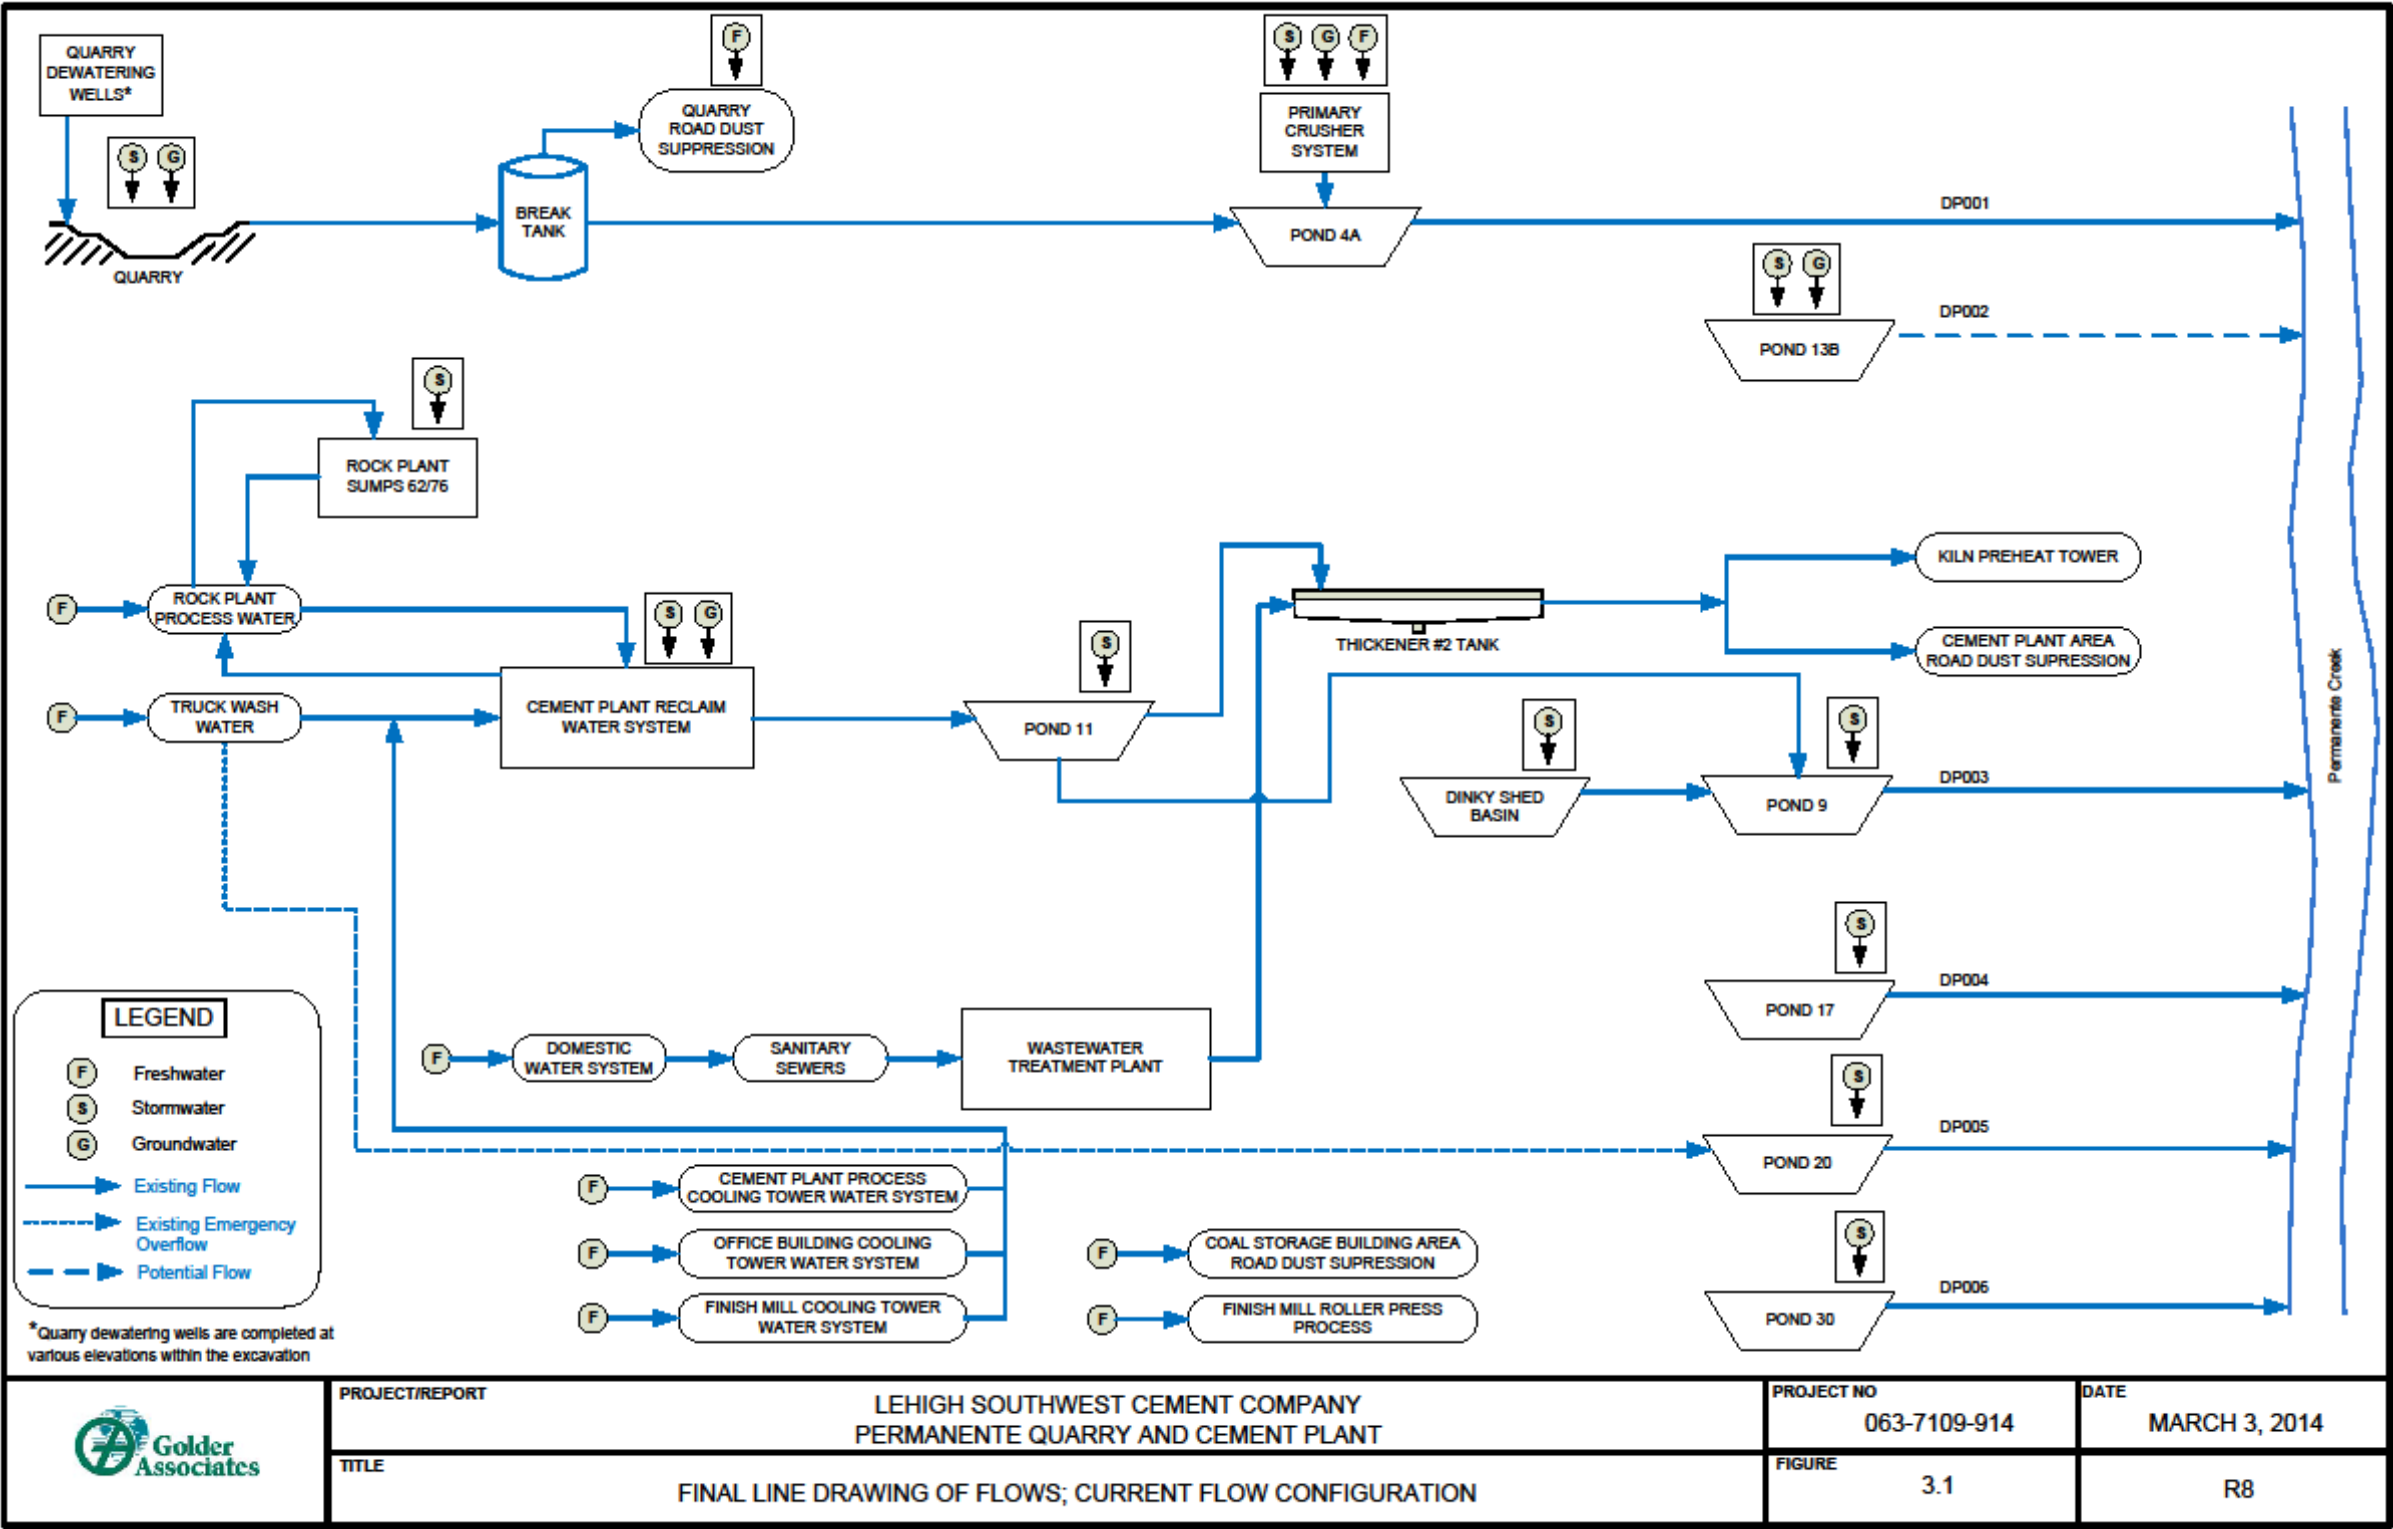 QUARRY
DEWATERING
WELLS*
S G
QUARRY
F
QUARRY
ROAD DUST
SUPPRESSION
BREAK
TANK
S G F
PRIMARY
CRUSHER
SYSTEM
POND 4A
DP001
S G
POND 13B
DP002
S
ROCK PLANT
SUMPS 62/76
F
ROCK PLANT
PROCESS WATER
F
TRUCK WASH
WATER
S G
CEMENT PLANT RECLAIM
WATER SYSTEM
S
POND 11
THICKENER #2 TANK
KILN PREHEAT TOWER
CEMENT PLANT AREA
ROAD DUST SUPRESSION
S
DINKY SHED
BASIN
S
POND 9
DP003
Permanente Creek
S
POND 17
DP004
F
DOMESTIC
WATER SYSTEM
SANITARY
SEWERS
WASTEWATER
TREATMENT PLANT
S
POND 20
DP005
F
CEMENT PLANT PROCESS
COOLING TOWER WATER SYSTEM
F
OFFICE BUILDING COOLING
TOWER WATER SYSTEM
F
FINISH MILL COOLING TOWER
WATER SYSTEM
F
COAL STORAGE BUILDING AREA
ROAD DUST SUPRESSION
F
FINISH MILL ROLLER PRESS
PROCESS
S
POND 30
DP006
LEGEND
F Freshwater
S Stormwater
G Groundwater
Existing Flow
Existing Emergency
Overflow
Potential Flow
*Quarry dewatering wells are completed at
various elevations within the excavation
Golder
Associates
PROJECT/REPORT
LEHIGH SOUTHWEST CEMENT COMPANY
PERMANENTE QUARRY AND CEMENT PLANT
TITLE
FINAL LINE DRAWING OF FLOWS; CURRENT FLOW CONFIGURATION
PROJECT NO
063-7109-914
DATE
MARCH 3, 2014
FIGURE
3.1
R8